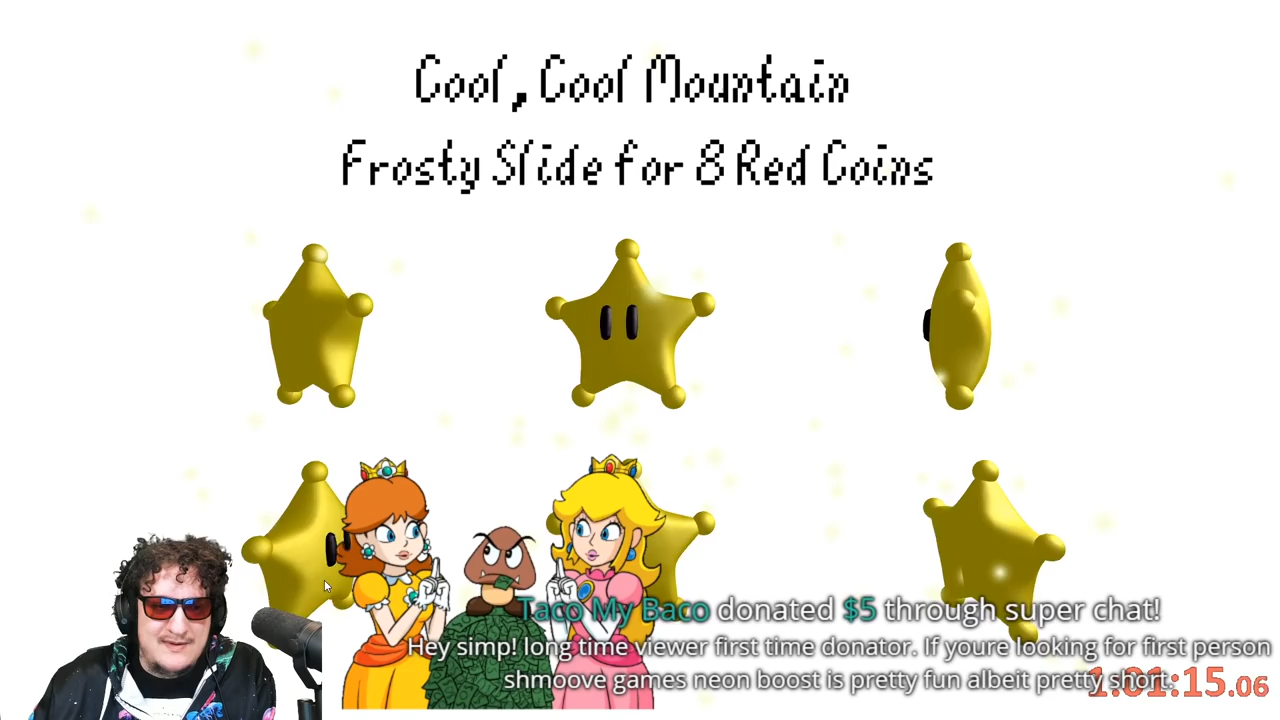 Cool, Cool Mountain
Frosty Slide for 8 Red Coins
Taco My Baco donated $5 through super chat!
Hey simp! long time viewer first time donator. If youre looking for first person
shmoove games neon boost is pretty fun albeit pretty short.
1:01:15.06